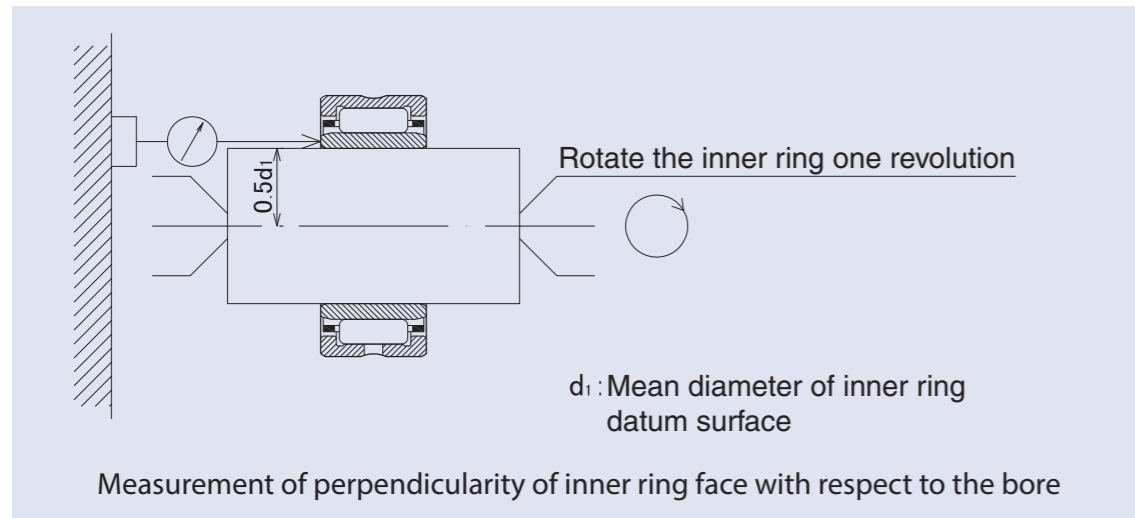 Rotate the inner ring one revolution
0.5d₁
d₁ : Mean diameter of inner ring
datum surface
Measurement of perpendicularity of inner ring face with respect to the bore